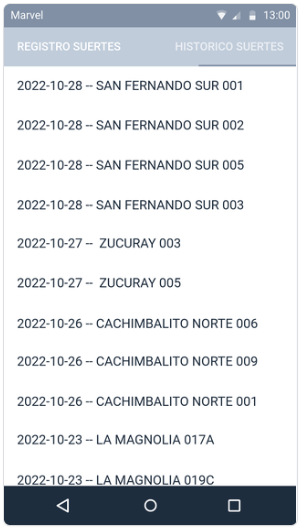 Marvel 13:00
REGISTRO SUERTES HISTORICO SUERTES
2022-10-28 -- SAN FERNANDO SUR 001
2022-10-28 -- SAN FERNANDO SUR 002
2022-10-28 -- SAN FERNANDO SUR 005
2022-10-28 -- SAN FERNANDO SUR 003
2022-10-27 -- ZUCURAY 003
2022-10-27 -- ZUCURAY 005
2022-10-26 -- CACHIMBALITO NORTE 006
2022-10-26 -- CACHIMBALITO NORTE 009
2022-10-26 -- CACHIMBALITO NORTE 001
2022-10-23 -- LA MAGNOLIA 017A
2022-10-23 -- LA MAGNOLIA 019C